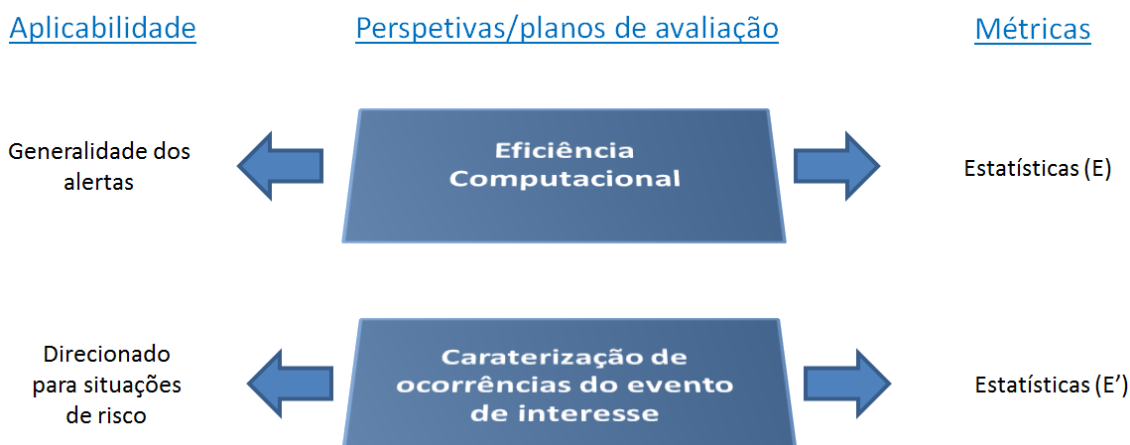 Aplicabilidade
Perspetivas/planos de avaliação
Métricas
Generalidade dos
alertas
Eficiência
Computacional
Estatísticas (E)
Direcionado
para situações
de risco
Caraterização de
ocorrências do evento
de interesse
Estatísticas (E’)